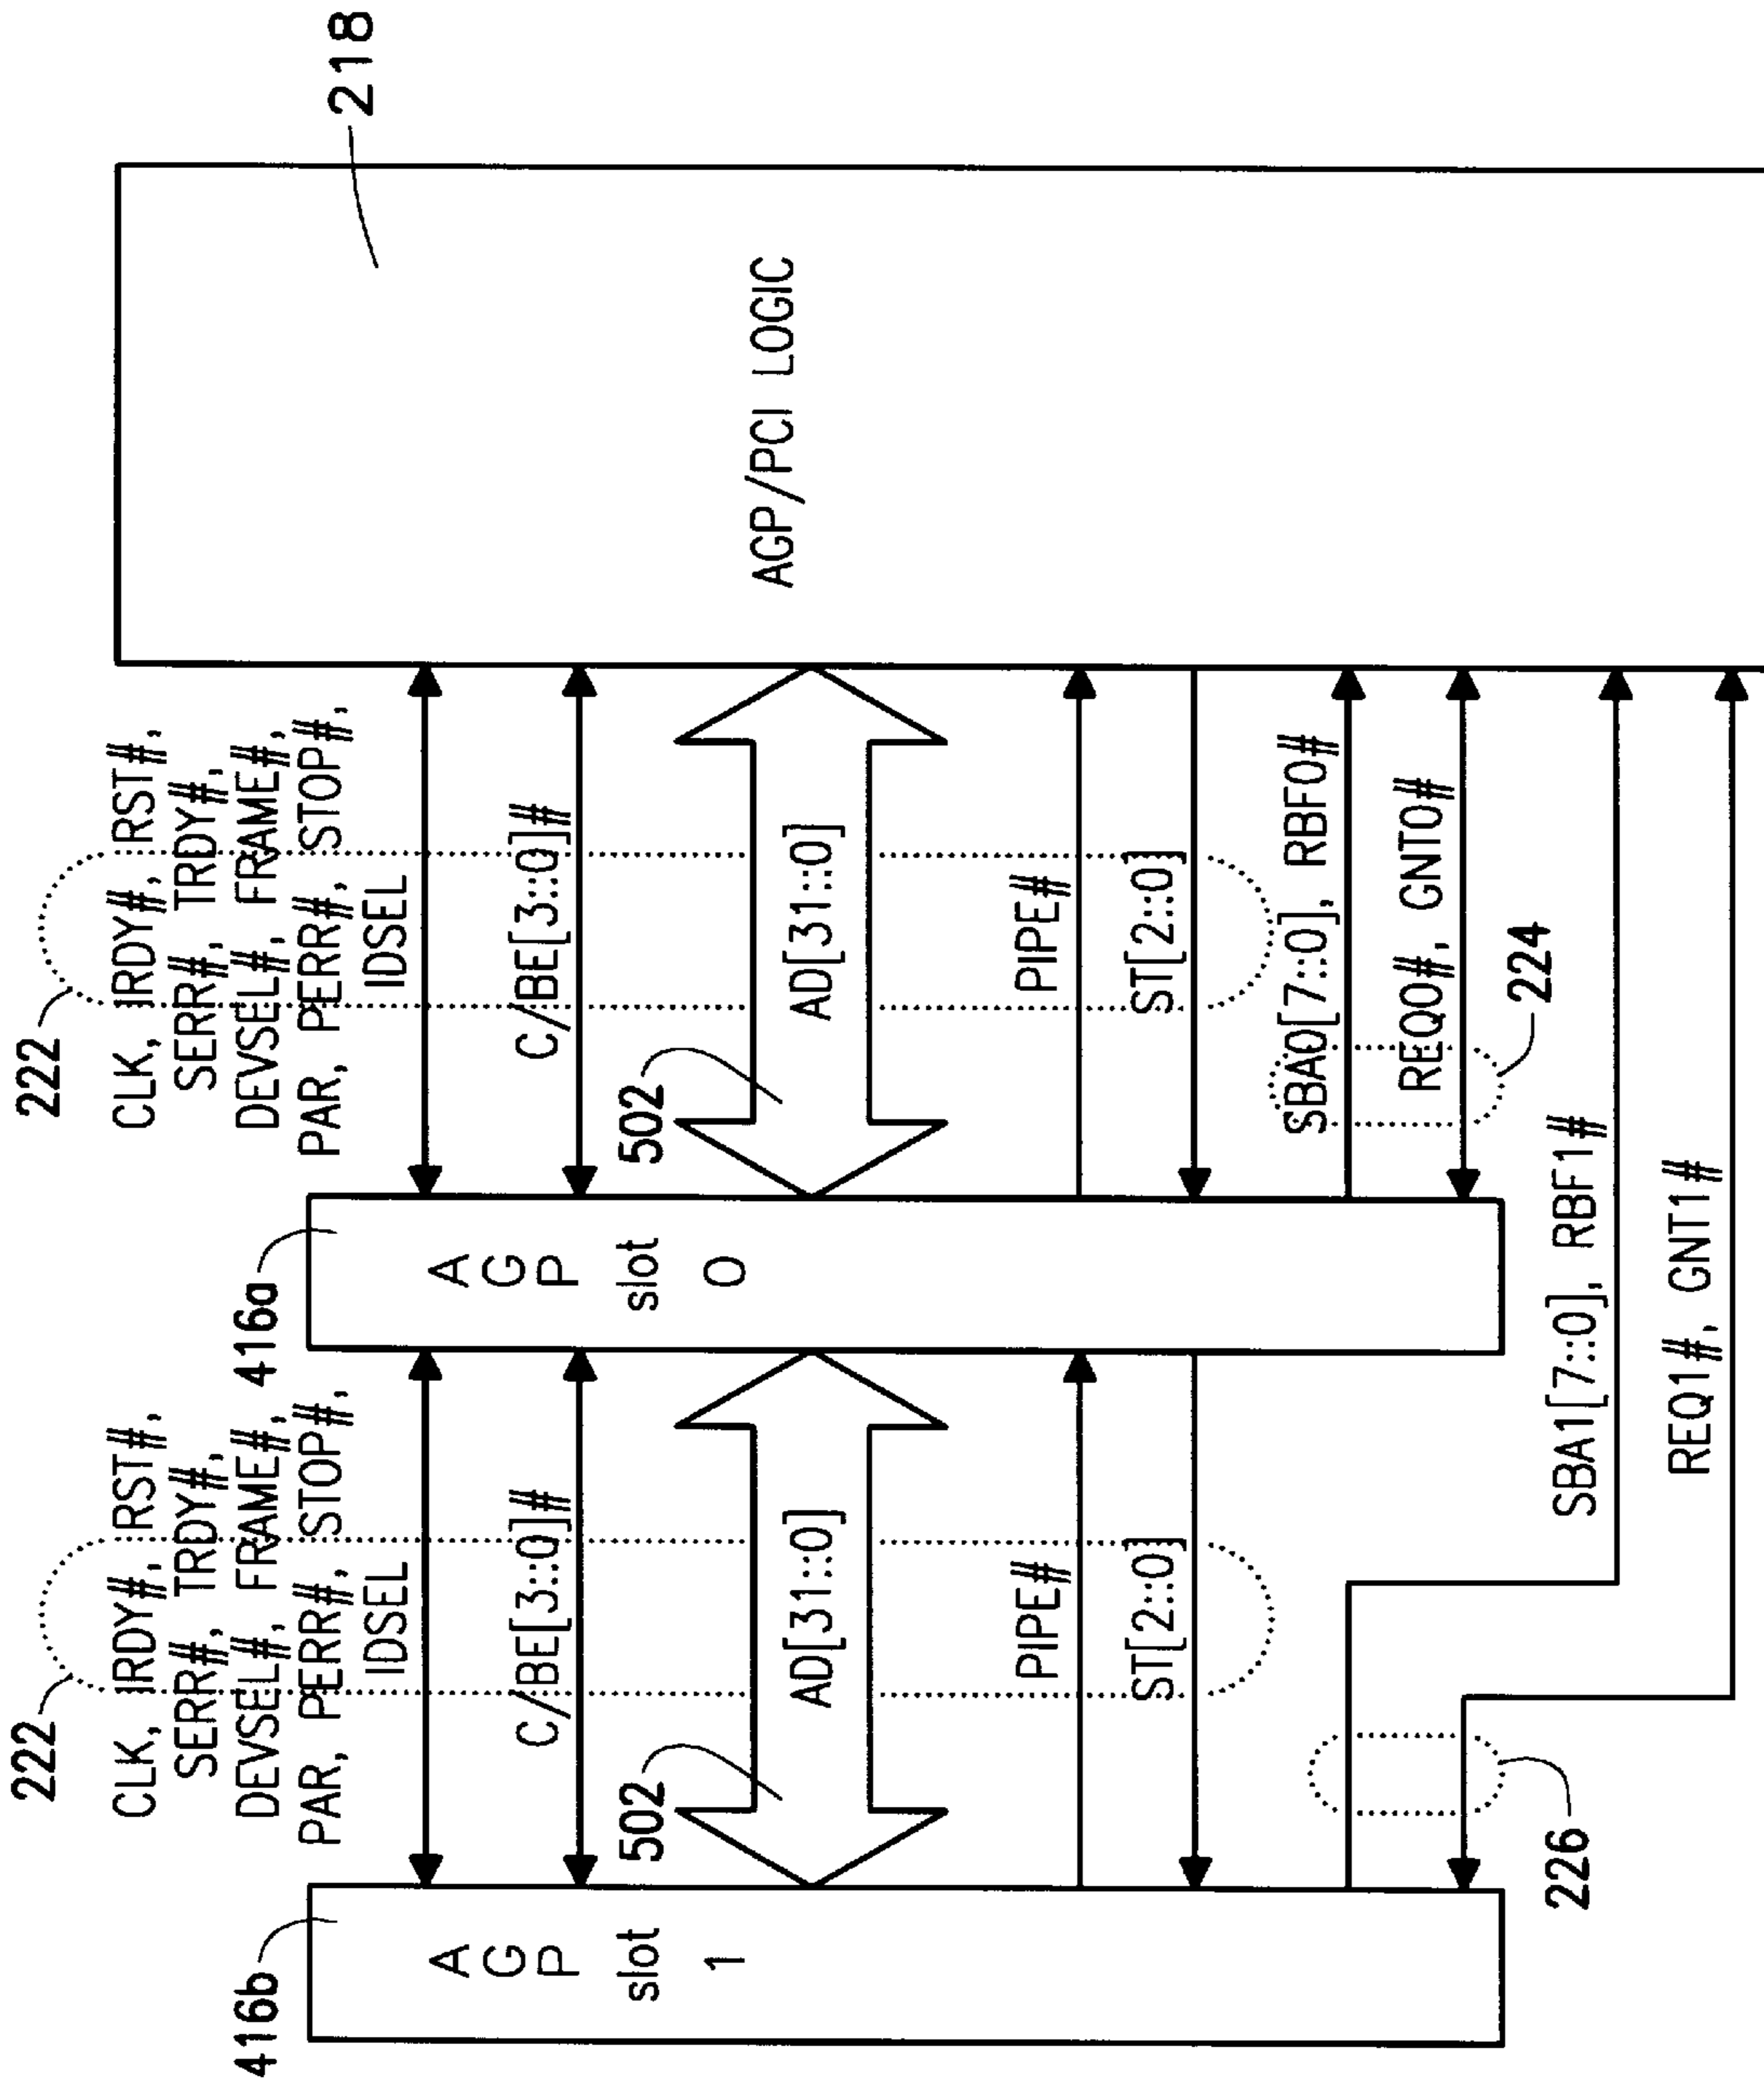 222
CLK, IRDY#, RST#,
SERR#, TRDY#,
DEVSEL#, FRAME#,
PAR, PERR#, STOP#,
IDSEL
C/BE[3::0]#
502
AD[31::0]
PIPE#
ST[2::0]
416b
AGP
slot
1
226
222
CLK, IRDY#, RST#,
SERR#, TRDY#,
DEVSEL#, FRAME#,
PAR, PERR#, STOP#,
IDSEL
C/BE[3::0]#
502
AD[31::0]
PIPE#
ST[2::0]
416a
AGP
slot
0
SBA0[7::0], RBF0#
REQ0#, GNT0#
224
SBA1[7::0], RBF1#
REQ1#, GNT1#
218
AGP/PCI LOGIC